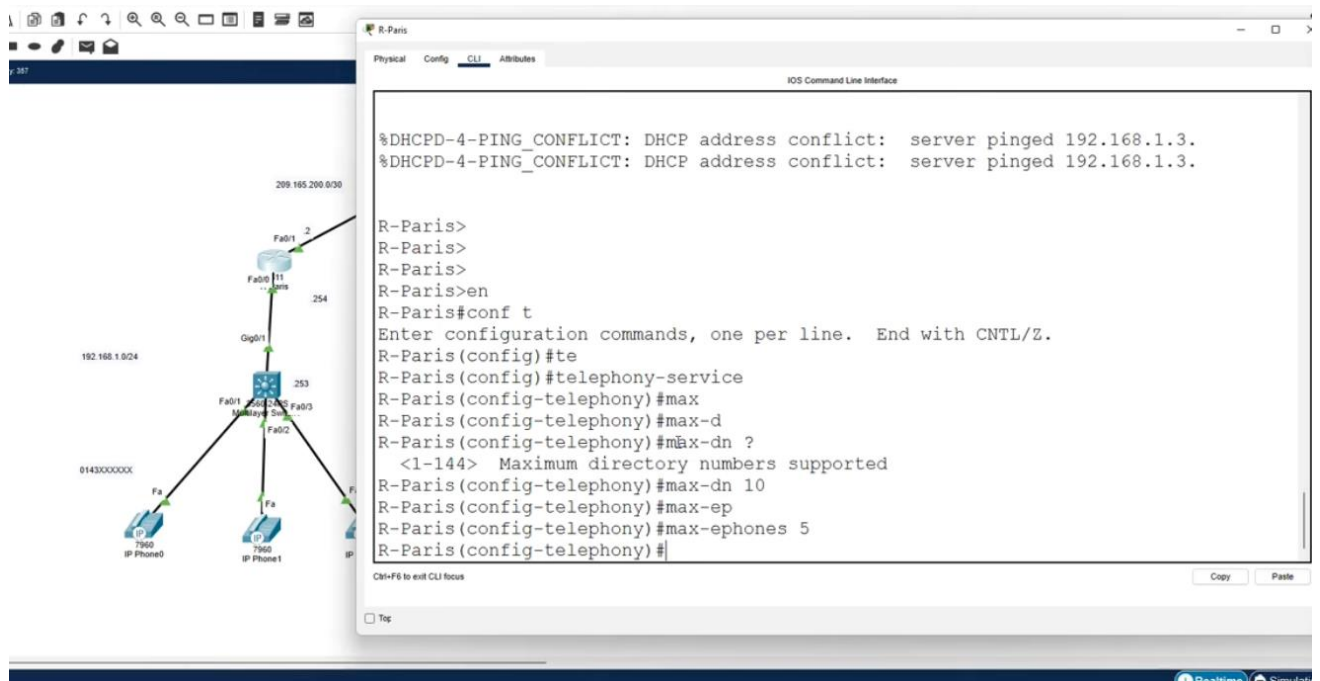 R-Paris
Physical Config CLI Attributes
IOS Command Line Interface
%DHCPD-4-PING_CONFLICT: DHCP address conflict:  server pinged 192.168.1.3.
%DHCPD-4-PING_CONFLICT: DHCP address conflict:  server pinged 192.168.1.3.
R-Paris>
R-Paris>
R-Paris>
R-Paris>en
R-Paris#conf t
Enter configuration commands, one per line.  End with CNTL/Z.
R-Paris(config)#te
R-Paris(config)#telephony-service
R-Paris(config-telephony)#max
R-Paris(config-telephony)#max-d
R-Paris(config-telephony)#max-dn ?
<1-144>  Maximum directory numbers supported
R-Paris(config-telephony)#max-dn 10
R-Paris(config-telephony)#max-ep
R-Paris(config-telephony)#max-ephones 5
R-Paris(config-telephony)#
Ctrl+F6 to exit CLI focus
Copy Paste
Top
y: 357
209.165.200.0/30
.2
Fa0/1
Fa0/0
.254
Gig0/1
192.168.1.0/24
.253
Fa0/1
Fa0/3
Fa0/2
0143XXXXXX
Fa
Fa
IP
7960
IP Phone0
IP
7960
IP Phone1
IP
Realtime